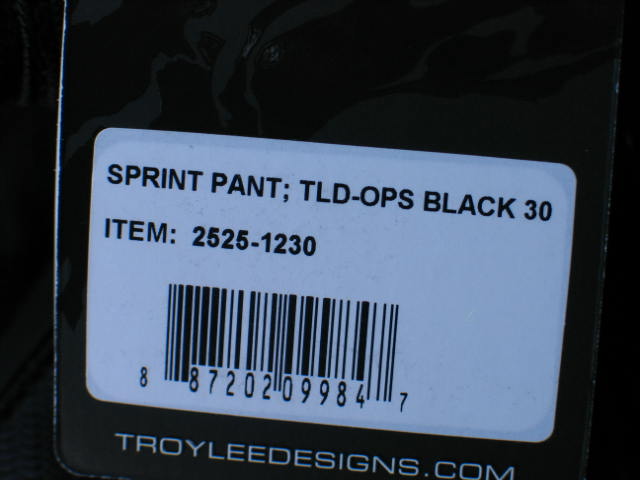 SPRINT PANT; TLD-OPS BLACK 30
ITEM: 2525-1230
8 87202 09984 7
TROYLEEDESIGNS.COM